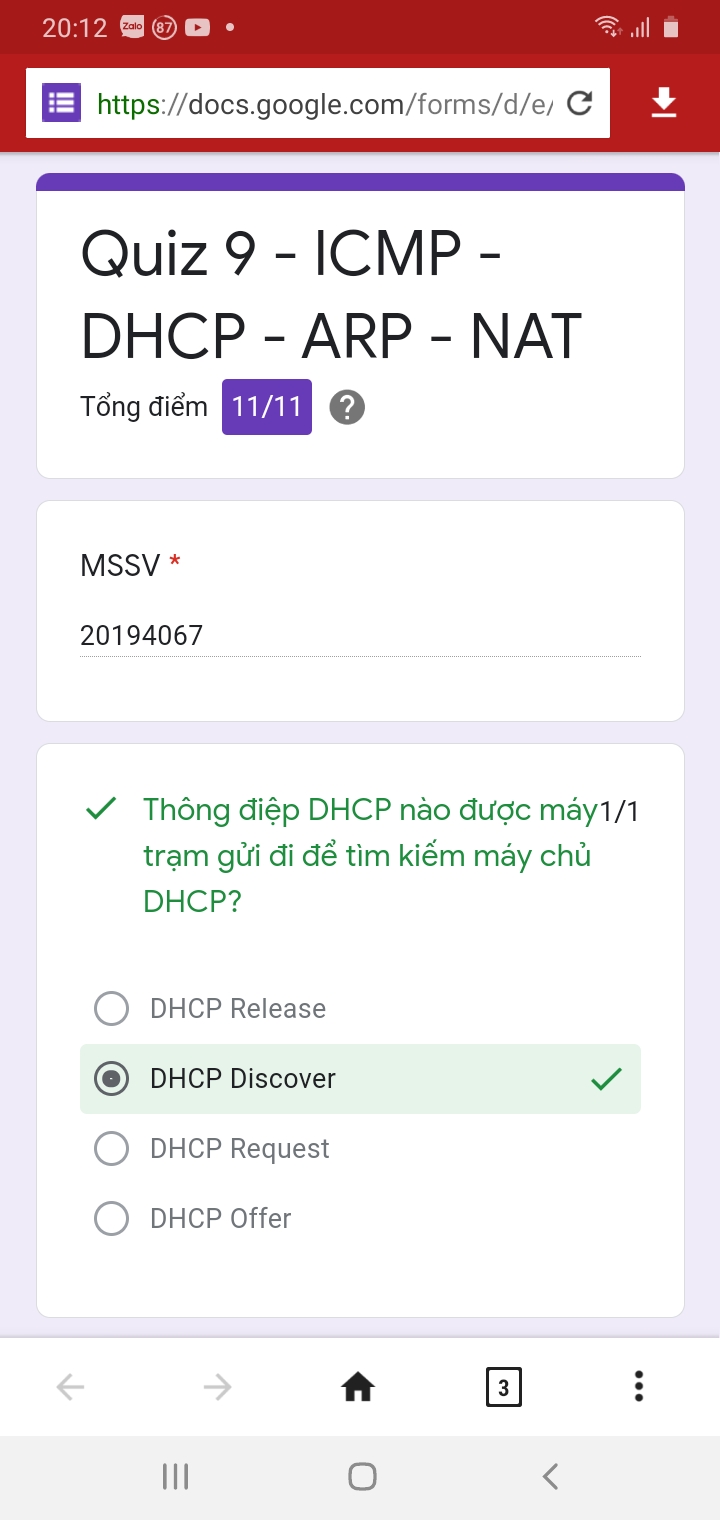 20:12 Zalo 87
https://docs.google.com/forms/d/e/
Quiz 9 - ICMP -
DHCP - ARP - NAT
Tổng điểm 11/11 ?
MSSV *
20194067
Thông điệp DHCP nào được máy 1/1
trạm gửi đi để tìm kiếm máy chủ
DHCP?
DHCP Release
DHCP Discover
DHCP Request
DHCP Offer
3